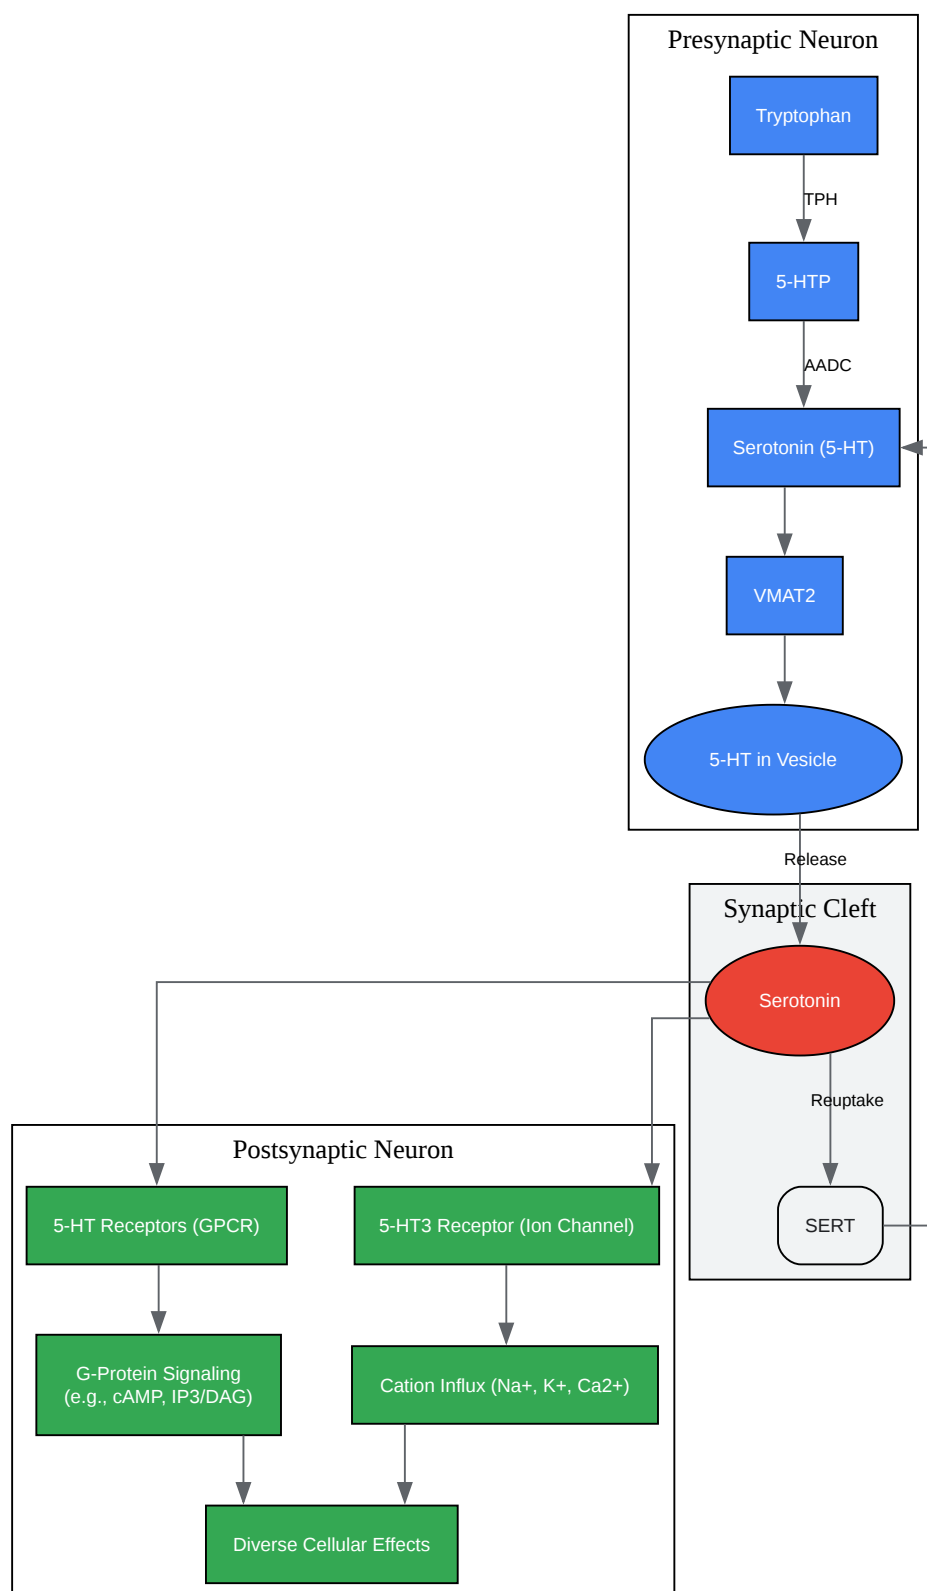 Presynaptic Neuron
Tryptophan
TPH
5-HTP
AADC
Serotonin (5-HT)
VMAT2
5-HT in Vesicle
Release
Synaptic Cleft
Serotonin
Reuptake
Postsynaptic Neuron
5-HT Receptors (GPCR)
5-HT3 Receptor (Ion Channel)
SERT
G-Protein Signaling
(e.g., cAMP, IP3/DAG)
Cation Influx (Na+, K+, Ca2+)
Diverse Cellular Effects